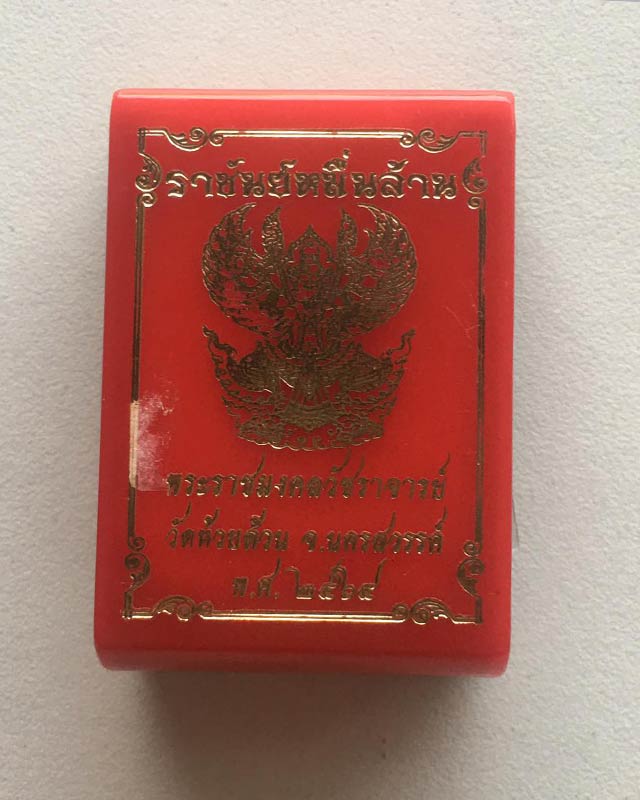 ราชันย์หมื่นล้าน
พระราชมงคลวัชราจารย์
วัดห้วยด้วน จ.นครสวรรค์
พ.ศ. ๒๕๖๔